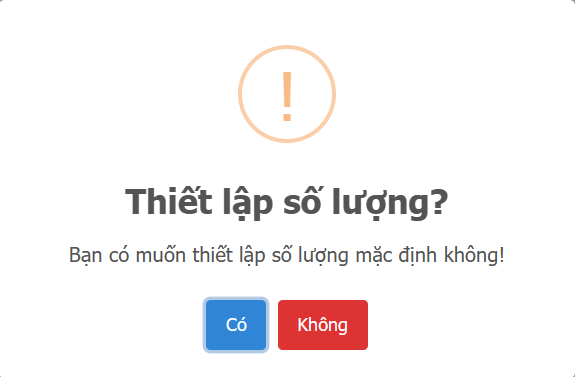 Thiết lập số lượng?
Bạn có muốn thiết lập số lượng mặc định không!
Có Không